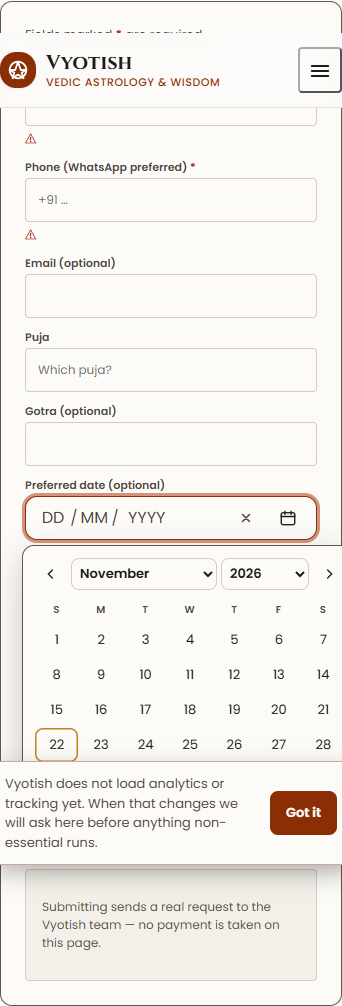 Fields marked * are required
VYOTISH
VEDIC ASTROLOGY & WISDOM
Phone (WhatsApp preferred) *
+91 …
Email (optional)
Puja
Which puja?
Gotra (optional)
Preferred date (optional)
DD / MM / YYYY
November 2026
S M T W T F S
1 2 3 4 5 6 7
8 9 10 11 12 13 14
15 16 17 18 19 20 21
22 23 24 25 26 27 28
Vyotish does not load analytics or
tracking yet. When that changes we
will ask here before anything non-
essential runs.
Got it
Submitting sends a real request to the
Vyotish team — no payment is taken on
this page.